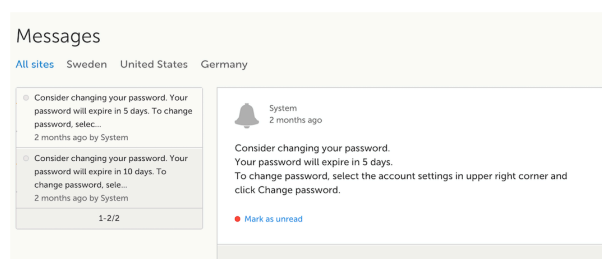 Messages
All sites Sweden United States Germany
Consider changing your password. Your
password will expire in 5 days. To change
password, selec...
2 months ago by System
Consider changing your password. Your
password will expire in 10 days. To
change password, sele...
2 months ago by System
1-2/2
System
2 months ago
Consider changing your password.
Your password will expire in 5 days.
To change password, select the account settings in upper right corner and
click Change password.
Mark as unread